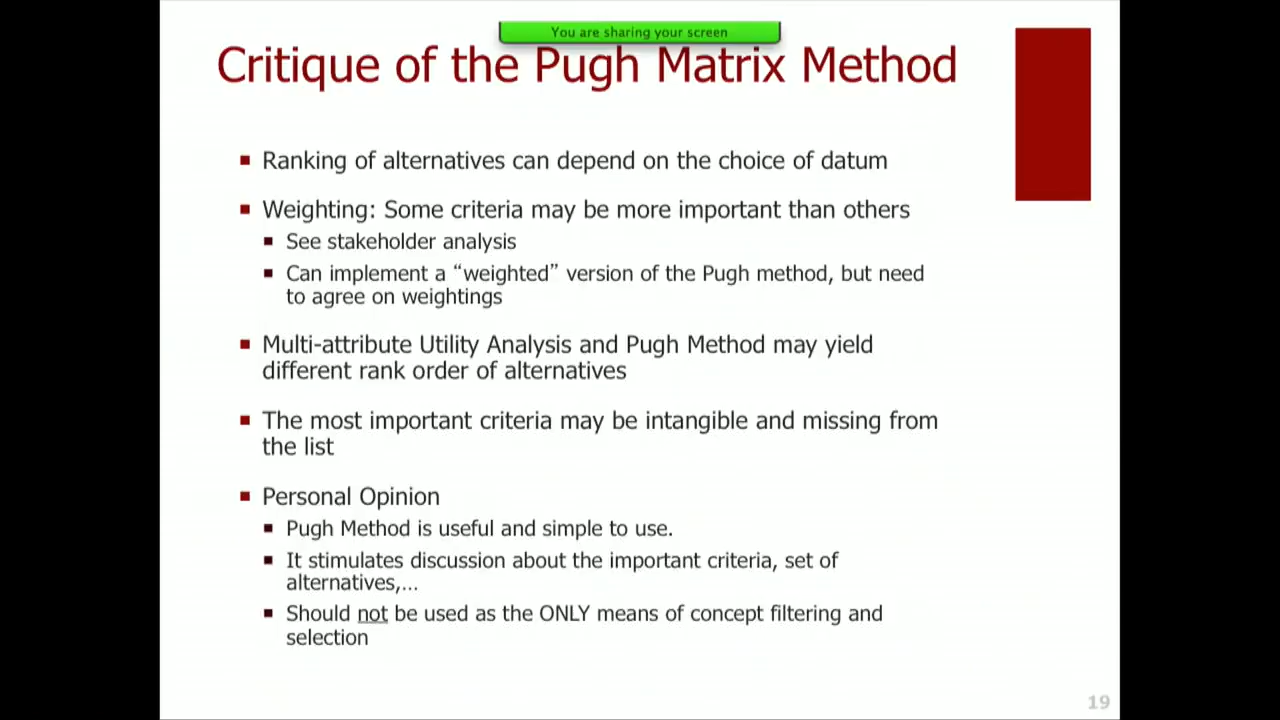 You are sharing your screen
Critique of the Pugh Matrix Method
Ranking of alternatives can depend on the choice of datum
Weighting: Some criteria may be more important than others
See stakeholder analysis
Can implement a “weighted” version of the Pugh method, but need
to agree on weightings
Multi-attribute Utility Analysis and Pugh Method may yield
different rank order of alternatives
The most important criteria may be intangible and missing from
the list
Personal Opinion
Pugh Method is useful and simple to use.
It stimulates discussion about the important criteria, set of
alternatives,...
Should not be used as the ONLY means of concept filtering and
selection
19